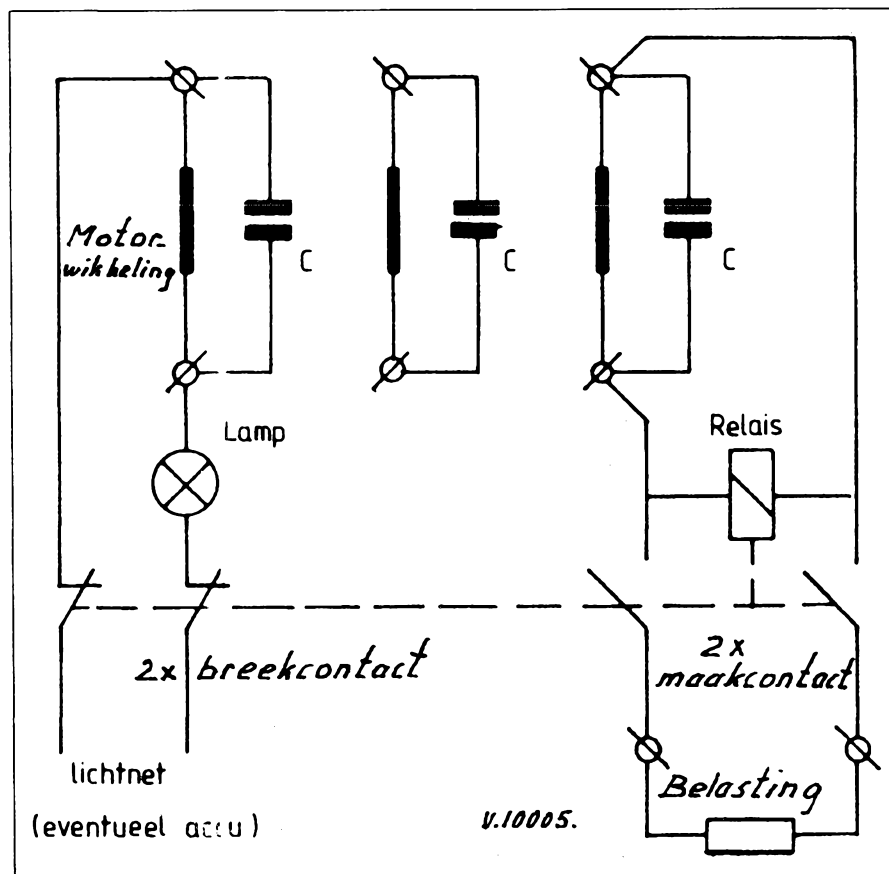 Motor-
wikkeling
C
C
C
Lamp
Relais
2x breekcontact
2x
maakcontact
lichtnet
(eventueel accu)
Belasting
V.10005.